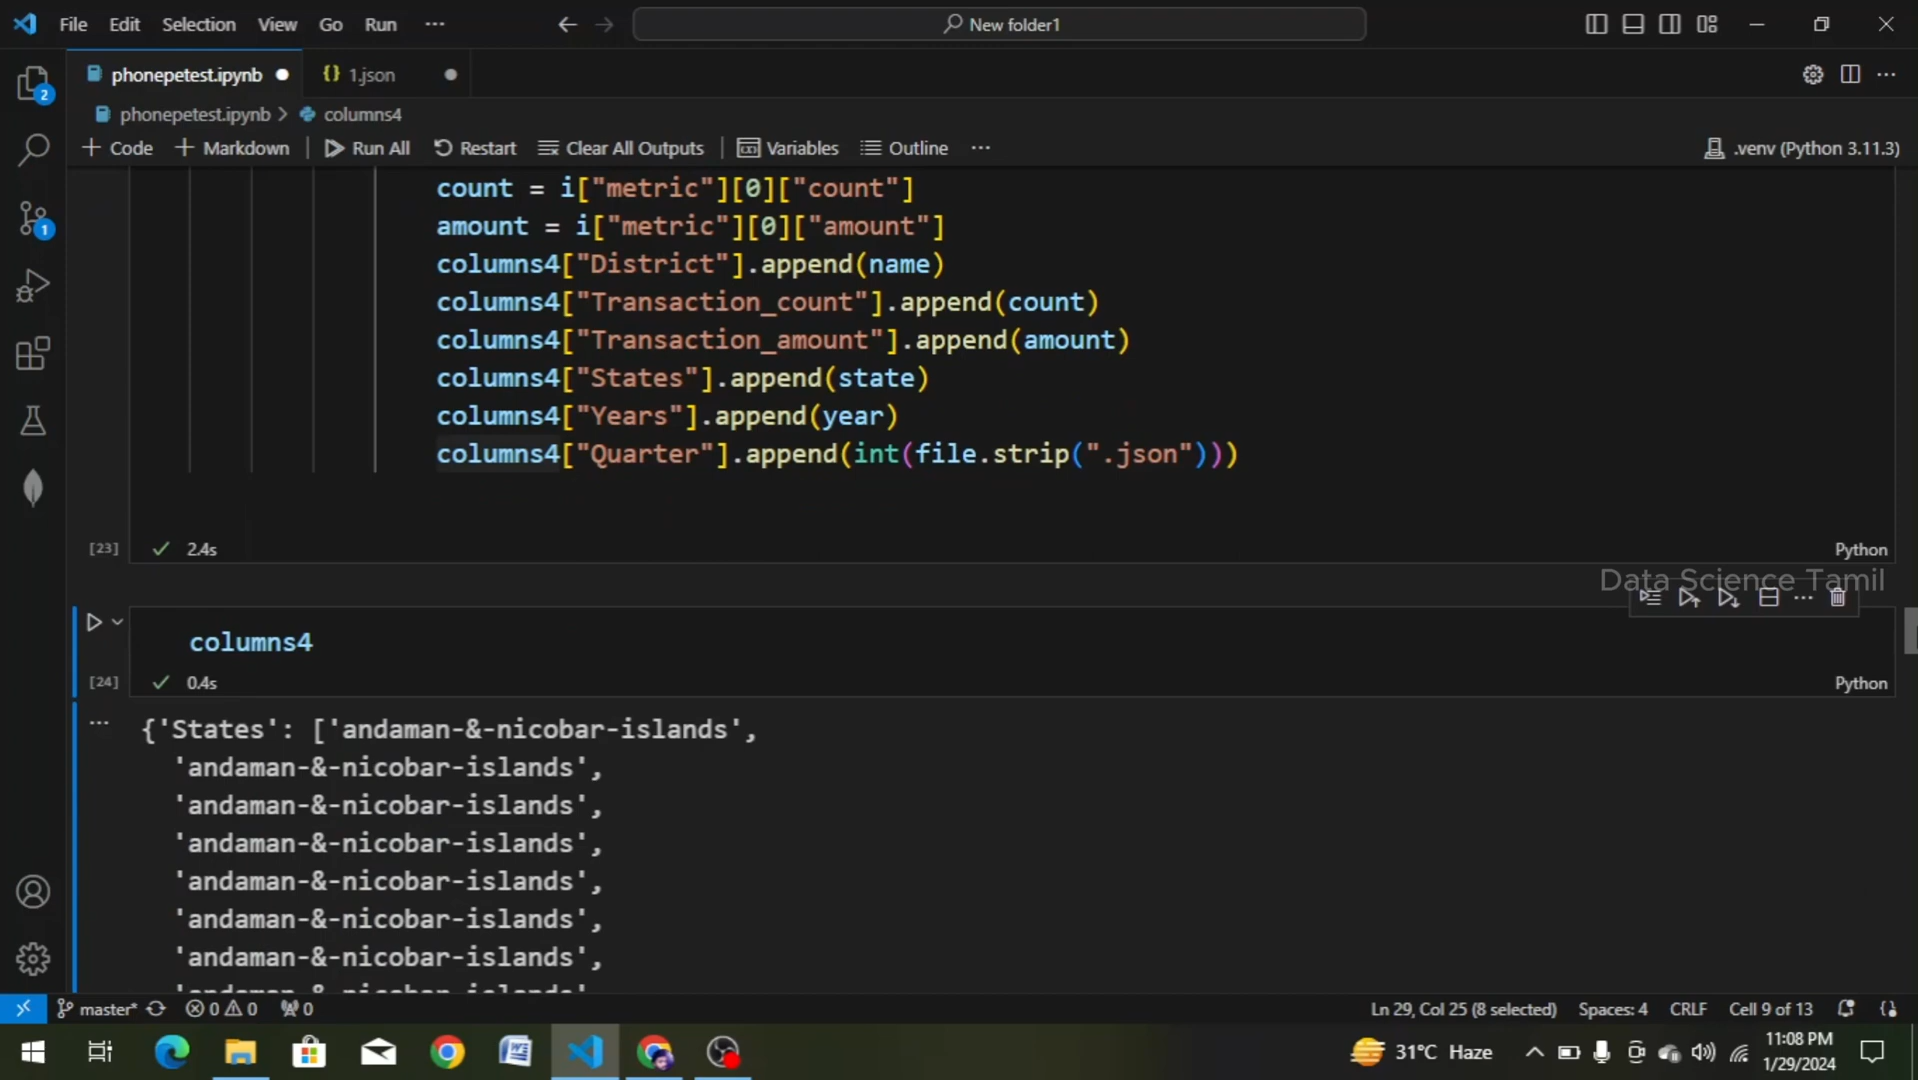 File Edit Selection View Go Run ··· New folder1
phonepetest.ipynb {} 1.json
phonepetest.ipynb > columns4
+ Code + Markdown Run All Restart Clear All Outputs Variables Outline ··· .venv (Python 3.11.3)
count = i["metric"][0]["count"]
amount = i["metric"][0]["amount"]
columns4["District"].append(name)
columns4["Transaction_count"].append(count)
columns4["Transaction_amount"].append(amount)
columns4["States"].append(state)
columns4["Years"].append(year)
columns4["Quarter"].append(int(file.strip(".json")))
[23] ✓ 2.4s Python
Data Science Tamil
columns4
[24] ✓ 0.4s Python
{'States': ['andaman-&-nicobar-islands',
'andaman-&-nicobar-islands',
'andaman-&-nicobar-islands',
'andaman-&-nicobar-islands',
'andaman-&-nicobar-islands',
'andaman-&-nicobar-islands',
'andaman-&-nicobar-islands',
'andaman-&-nicobar-islands'
2
1
master* 0 0 0 Ln 29, Col 25 (8 selected) Spaces: 4 CRLF Cell 9 of 13
31°C Haze 11:08 PM
1/29/2024